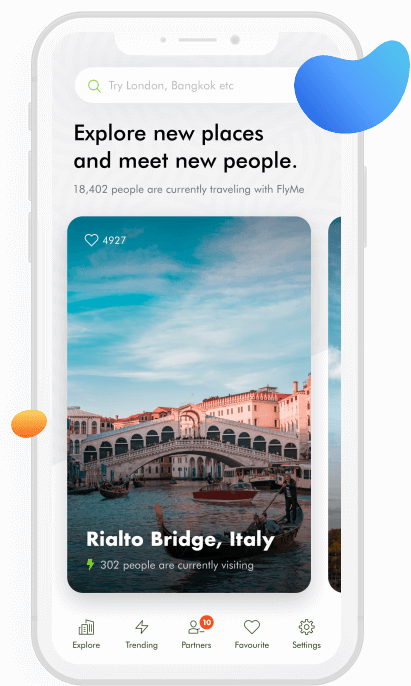 Try London, Bangkok etc
Explore new places
and meet new people.
18,402 people are currently traveling with FlyMe
4927
Rialto Bridge, Italy
302 people are currently visiting
10
Explore Trending Partners Favourite Settings